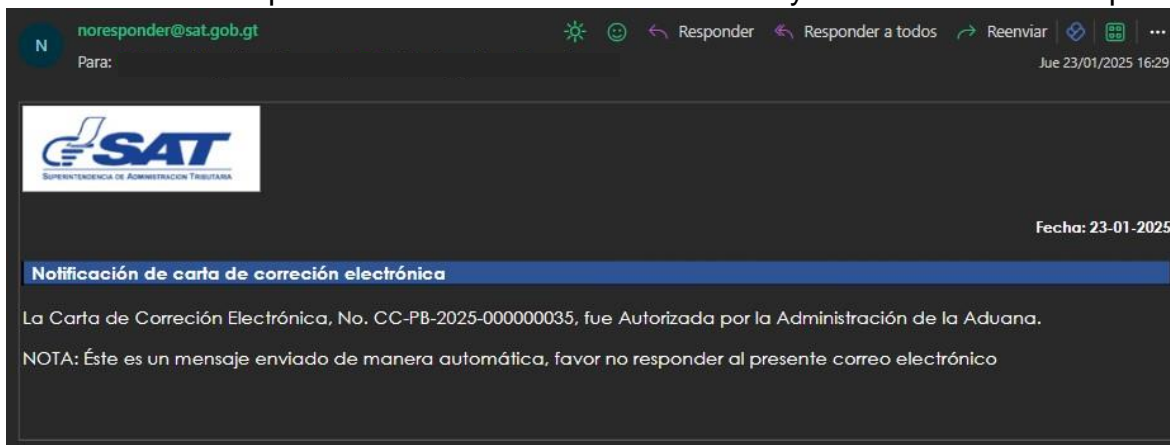 noresponder@sat.gob.gt
Responder
Responder a todos
Reenviar
N
Para:
Jue 23/01/2025 16:29
SAT
SUPERINTENDENCIA DE ADMINISTRACION TRIBUTARIA
Fecha: 23-01-2025
Notificación de carta de correción electrónica
La Carta de Correción Electrónica, No. CC-PB-2025-000000035, fue Autorizada por la Administración de la Aduana.
NOTA: Éste es un mensaje enviado de manera automática, favor no responder al presente correo electrónico